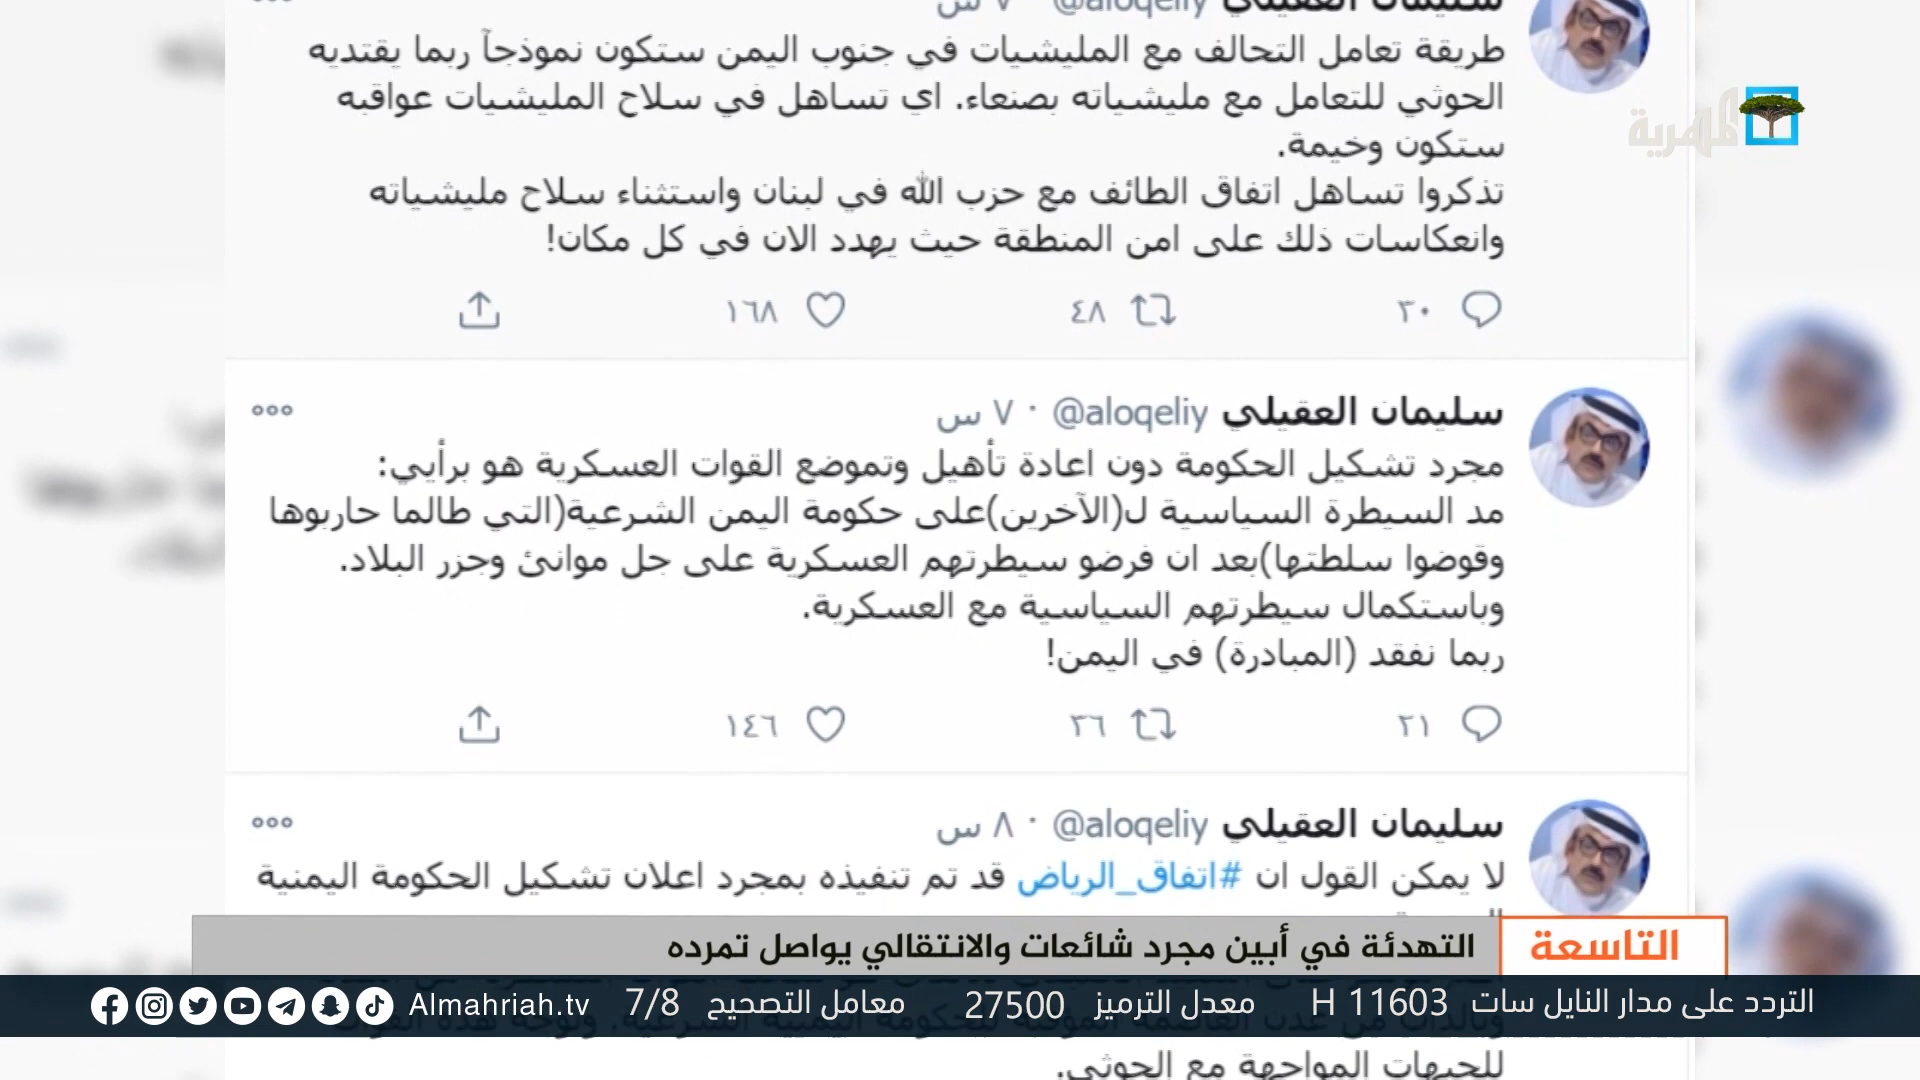 سليمان العقيلي @aloqeliy · ٧ س
طريقة تعامل التحالف مع المليشيات في جنوب اليمن ستكون نموذجاً ربما يقتديه
الحوثي للتعامل مع مليشياته بصنعاء. اي تساهل في سلاح المليشيات عواقبه
ستكون وخيمة.
تذكروا تساهل اتفاق الطائف مع حزب الله في لبنان واستثناء سلاح مليشياته
وانعكاسات ذلك على امن المنطقة حيث يهدد الان في كل مكان!
٣٠ ٤٨ ١٦٨
المهرية
سليمان العقيلي @aloqeliy · ٧ س
مجرد تشكيل الحكومة دون اعادة تأهيل وتموضع القوات العسكرية هو برأيي:
مد السيطرة السياسية ل(الآخرين)على حكومة اليمن الشرعية(التي طالما حاربوها
وقوضوا سلطتها)بعد ان فرضو سيطرتهم العسكرية على جل موانئ وجزر البلاد.
وباستكمال سيطرتهم السياسية مع العسكرية.
ربما نفقد (المبادرة) في اليمن!
٢١ ٣٦ ١٤٦
سليمان العقيلي @aloqeliy · ٨ س
لا يمكن القول ان #اتفاق_الرياض قد تم تنفيذه بمجرد اعلان تشكيل الحكومة اليمنية
التاسعة
التهدئة في أبين مجرد شائعات والانتقالي يواصل تمرده
التردد على مدار النايل سات 11603 H معدل الترميز 27500 معامل التصحيح 7/8 Almahriah.tv
للجبهات المواجهة مع الحوثي.